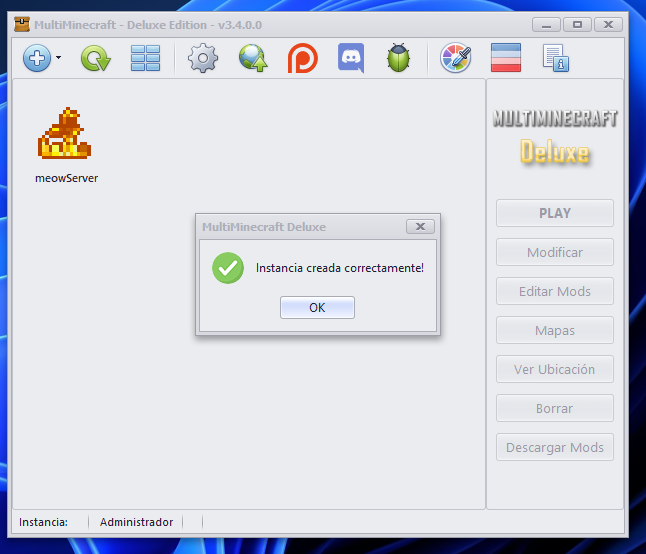 MultiMinecraft - Deluxe Edition - v3.4.0.0
meowServer
MULTIMINECRAFT
Deluxe
MultiMinecraft Deluxe
Instancia creada correctamente!
OK
PLAY
Modificar
Editar Mods
Mapas
Ver Ubicación
Borrar
Descargar Mods
Instancia:
Administrador